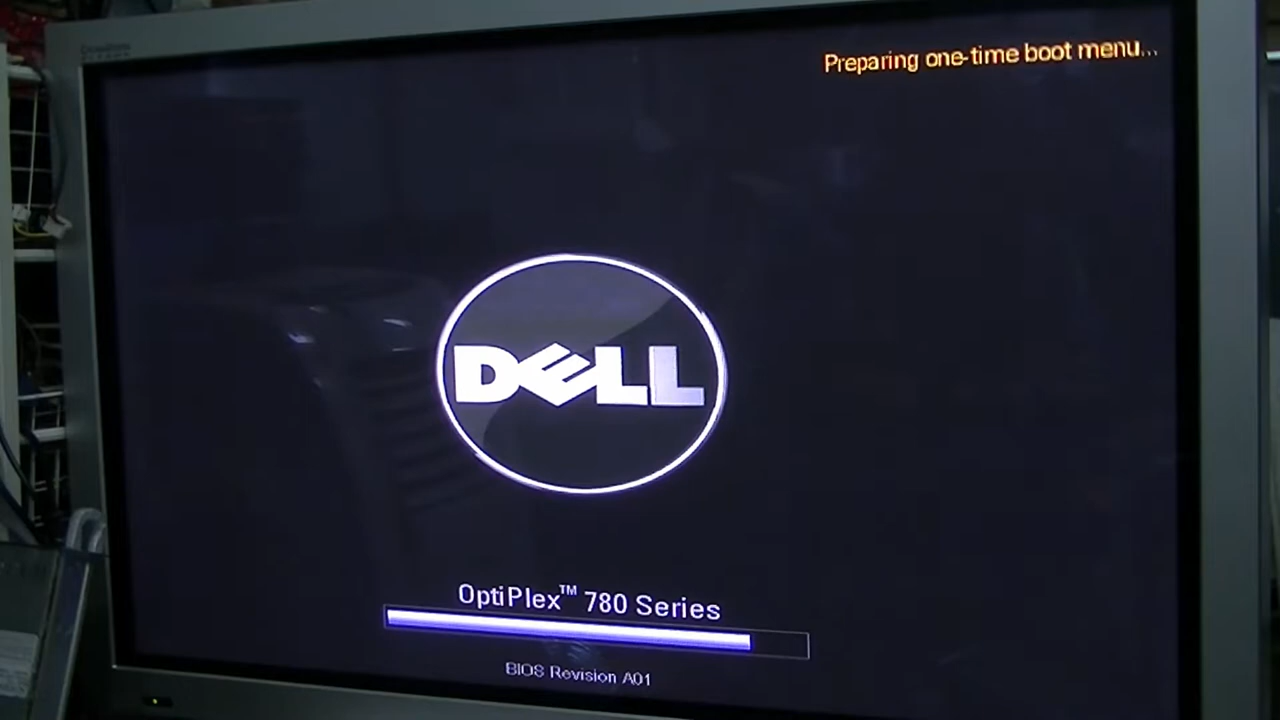 Preparing one-time boot menu...
DELL
OptiPlex™ 780 Series
BIOS Revision A01